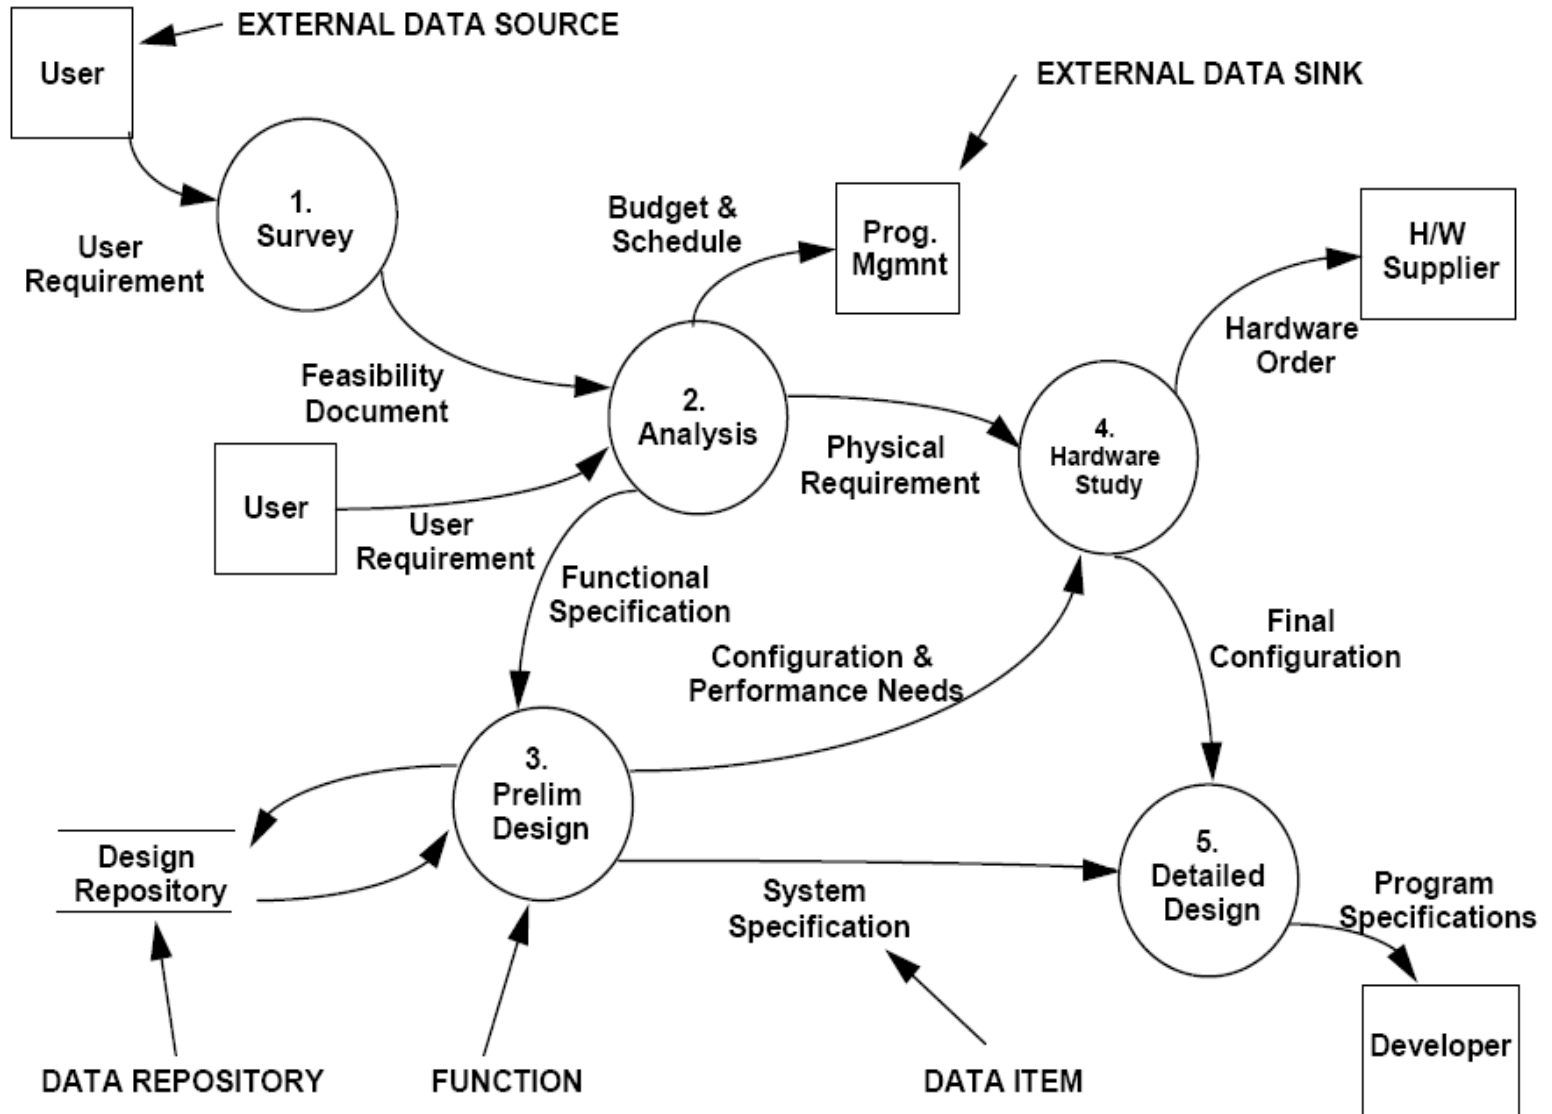 EXTERNAL DATA SOURCE
User
EXTERNAL DATA SINK
1.
Survey
User
Requirement
Budget &
Schedule
Prog.
Mgmnt
H/W
Supplier
Hardware
Order
Feasibility
Document
2.
Analysis
Physical
Requirement
4.
Hardware
Study
User
User
Requirement
Functional
Specification
Configuration &
Performance Needs
Final
Configuration
3.
Prelim
Design
Design
Repository
System
Specification
5.
Detailed
Design
Program
Specifications
Developer
DATA REPOSITORY
FUNCTION
DATA ITEM